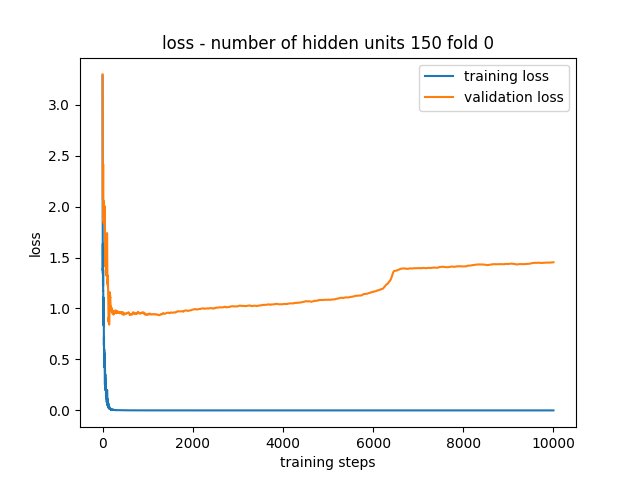 loss - number of hidden units 150 fold 0
training loss
validation loss
loss
3.0
2.5
2.0
1.5
1.0
0.5
0.0
0 2000 4000 6000 8000 10000
training steps